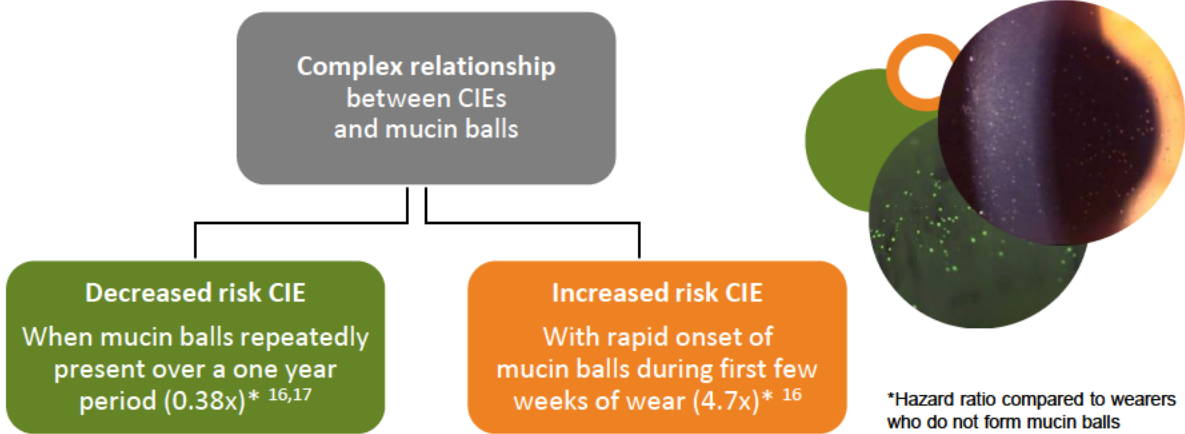 Complex relationship
between CIEs
and mucin balls
Decreased risk CIE
When mucin balls repeatedly
present over a one year
period (0.38x)* 16,17
Increased risk CIE
With rapid onset of
mucin balls during first few
weeks of wear (4.7x)* 16
*Hazard ratio compared to wearers
who do not form mucin balls